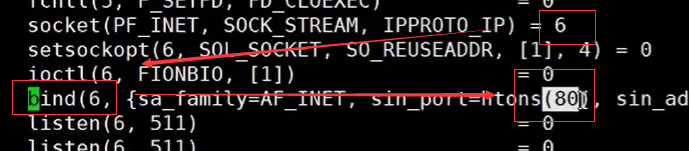 fcntl(5, F_SETFD, FD_CLOEXEC) = 0
socket(PF_INET, SOCK_STREAM, IPPROTO_IP) = 6
setsockopt(6, SOL_SOCKET, SO_REUSEADDR, [1], 4) = 0
ioctl(6, FIONBIO, [1]) = 0
bind(6, {sa_family=AF_INET, sin_port=htons(80), sin_ad
listen(6, 511) = 0
listen(6, 511) = 0